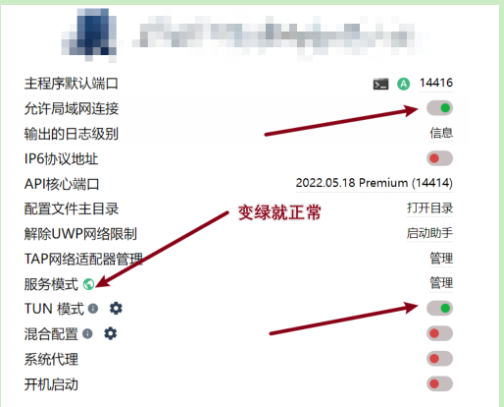 主程序默认端口 A 14416
允许局域网连接
输出的日志级别 信息
IP6协议地址
API核心端口 2022.05.18 Premium (14414)
配置文件主目录 打开目录
变绿就正常
解除UWP网络限制 启动助手
TAP网络适配器管理 管理
服务模式 管理
TUN 模式
混合配置
系统代理
开机启动